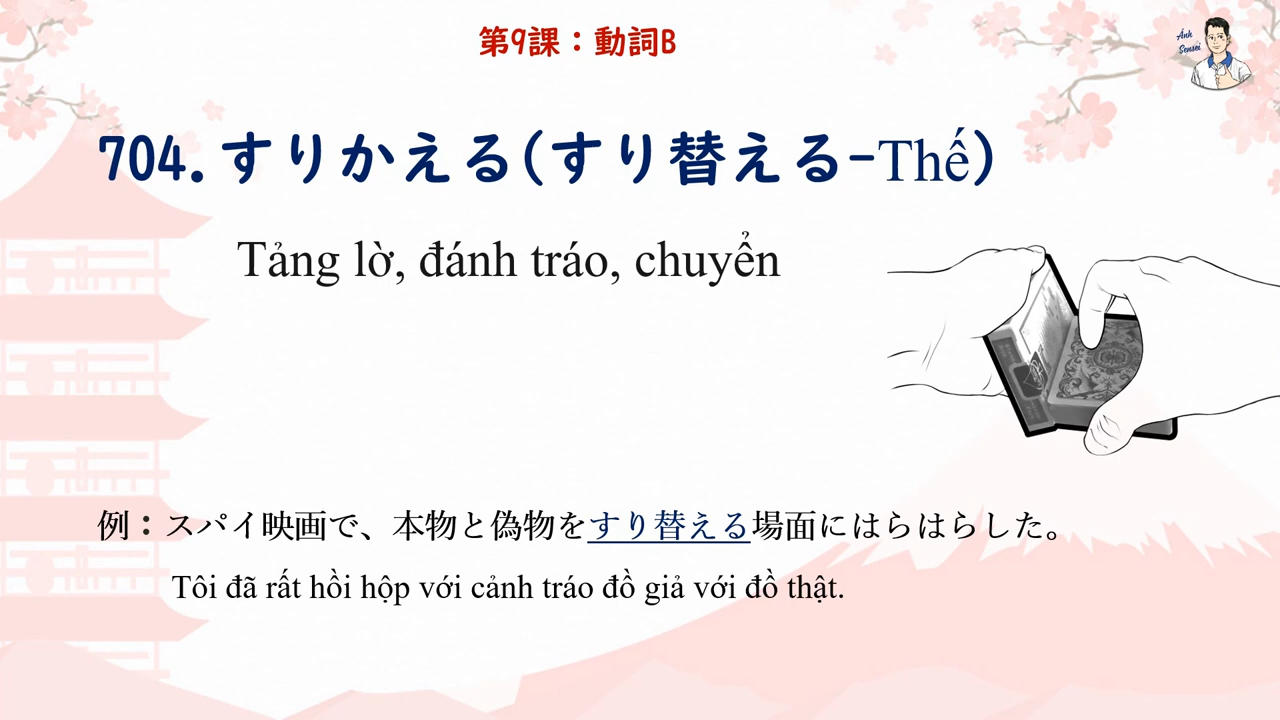 第9課：動詞B
Anh
Sensei
704.すりかえる(すり替える-Thế)
Tảng lờ, đánh tráo, chuyển
例：スパイ映画で、本物と偽物をすり替える場面にはらはらした。
Tôi đã rất hồi hộp với cảnh tráo đồ giả với đồ thật.